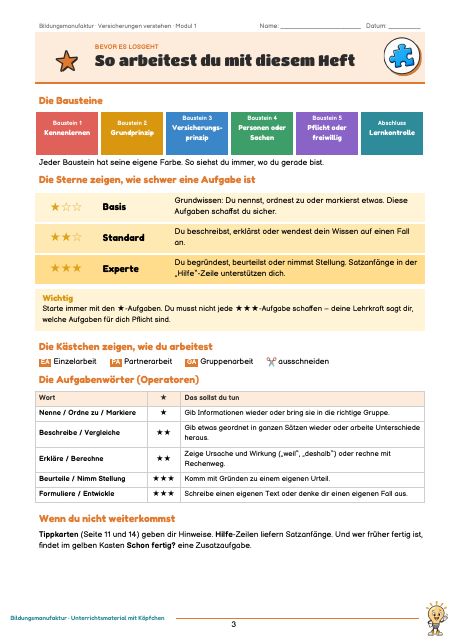 Bildungsmanufaktur · Versicherungen verstehen · Modul 1 Name: ____________________ Datum: __________
BEVOR ES LOSGEHT
So arbeitest du mit diesem Heft
Die Bausteine
Baustein 1
Kennenlernen
Baustein 2
Grundprinzip
Baustein 3
Versicherungs-
prinzip
Baustein 4
Personen oder
Sachen
Baustein 5
Pflicht oder
freiwillig
Abschluss
Lernkontrolle
Jeder Baustein hat seine eigene Farbe. So siehst du immer, wo du gerade bist.
Die Sterne zeigen, wie schwer eine Aufgabe ist
★☆☆ Basis Grundwissen: Du nennst, ordnest zu oder markierst etwas. Diese
Aufgaben schaffst du sicher.
★★☆ Standard Du beschreibst, erklärst oder wendest dein Wissen auf einen Fall
an.
★★★ Experte Du begründest, beurteilst oder nimmst Stellung. Satzanfänge in der
„Hilfe"-Zeile unterstützen dich.
Wichtig
Starte immer mit den ★-Aufgaben. Du musst nicht jede ★★★-Aufgabe schaffen – deine Lehrkraft sagt dir,
welche Aufgaben für dich Pflicht sind.
Die Kästchen zeigen, wie du arbeitest
EA Einzelarbeit PA Partnerarbeit GA Gruppenarbeit ✂ ausschneiden
Die Aufgabenwörter (Operatoren)
Wort ★ Das sollst du tun
Nenne / Ordne zu / Markiere ★ Gib Informationen wieder oder bring sie in die richtige Gruppe.
Beschreibe / Vergleiche ★★ Gib etwas geordnet in ganzen Sätzen wieder oder arbeite Unterschiede
heraus.
Erkläre / Berechne ★★ Zeige Ursache und Wirkung („weil", „deshalb") oder rechne mit
Rechenweg.
Beurteile / Nimm Stellung ★★★ Komm mit Gründen zu einem eigenen Urteil.
Formuliere / Entwickle ★★★ Schreibe einen eigenen Text oder denke dir einen eigenen Fall aus.
Wenn du nicht weiterkommst
Tippkarten (Seite 11 und 14) geben dir Hinweise. Hilfe-Zeilen liefern Satzanfänge. Und wer früher fertig ist,
findet im gelben Kasten Schon fertig? eine Zusatzaufgabe.
Bildungsmanufaktur · Unterrichtsmaterial mit Köpfchen
3